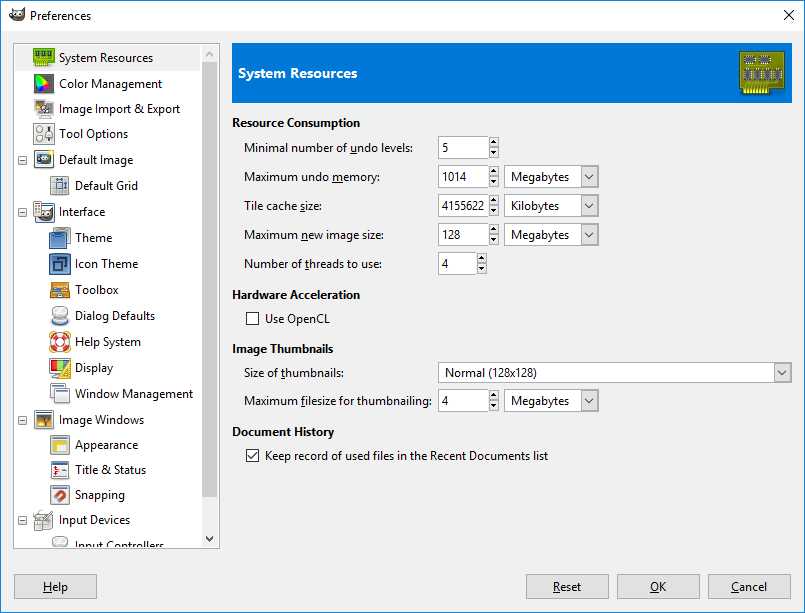 Preferences
System Resources
Color Management
Image Import & Export
Tool Options
Default Image
Default Grid
Interface
Theme
Icon Theme
Toolbox
Dialog Defaults
Help System
Display
Window Management
Image Windows
Appearance
Title & Status
Snapping
Input Devices
Input Controllers
System Resources
Resource Consumption
Minimal number of undo levels: 5
Maximum undo memory: 1014 Megabytes
Tile cache size: 4155622 Kilobytes
Maximum new image size: 128 Megabytes
Number of threads to use: 4
Hardware Acceleration
Use OpenCL
Image Thumbnails
Size of thumbnails: Normal (128x128)
Maximum filesize for thumbnailing: 4 Megabytes
Document History
Keep record of used files in the Recent Documents list
Help Reset OK Cancel